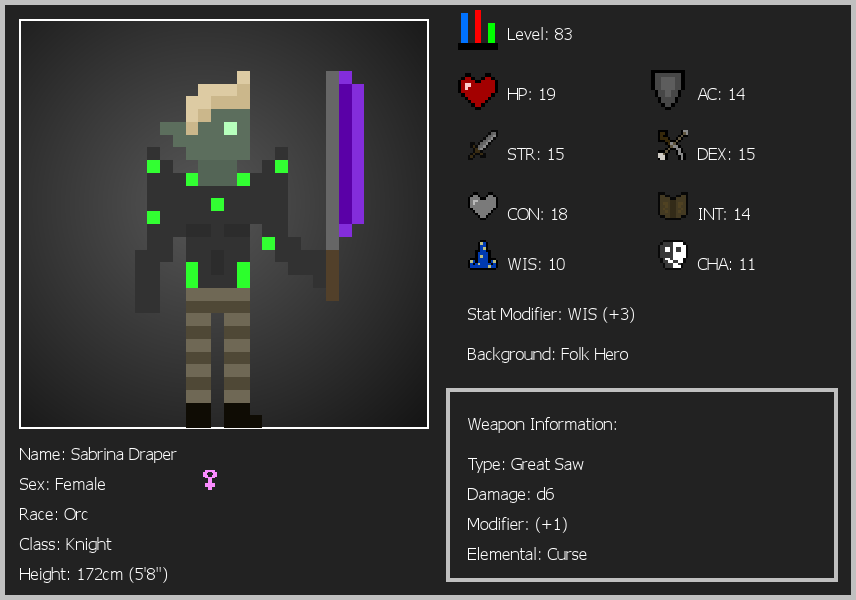 Level: 83
HP: 19
AC: 14
STR: 15
DEX: 15
CON: 18
INT: 14
WIS: 10
CHA: 11
Stat Modifier: WIS (+3)
Background: Folk Hero
Weapon Information:
Type: Great Saw
Damage: d6
Modifier: (+1)
Elemental: Curse
Name: Sabrina Draper
Sex: Female
Race: Orc
Class: Knight
Height: 172cm (5'8")